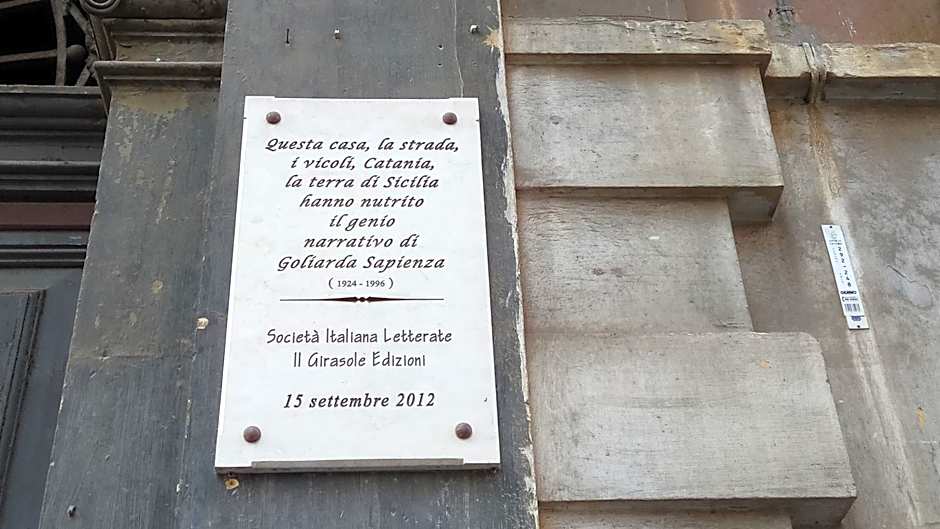 Questa casa, la strada,
i vicoli, Catania,
la terra di Sicilia
hanno nutrito
il genio
narrativo di
Goliarda Sapienza
( 1924 - 1996 )
Società Italiana Letterate
Il Girasole Edizioni
15 settembre 2012